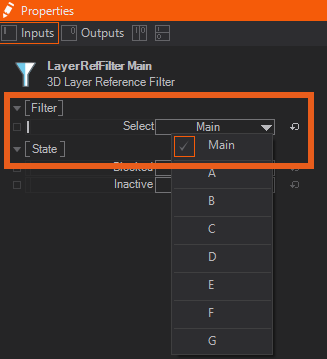 Properties
Inputs Outputs
LayerRefFilter Main
3D Layer Reference Filter
Filter
Select Main
Main
State
Blocked
A
Inactive
B
C
D
E
F
G